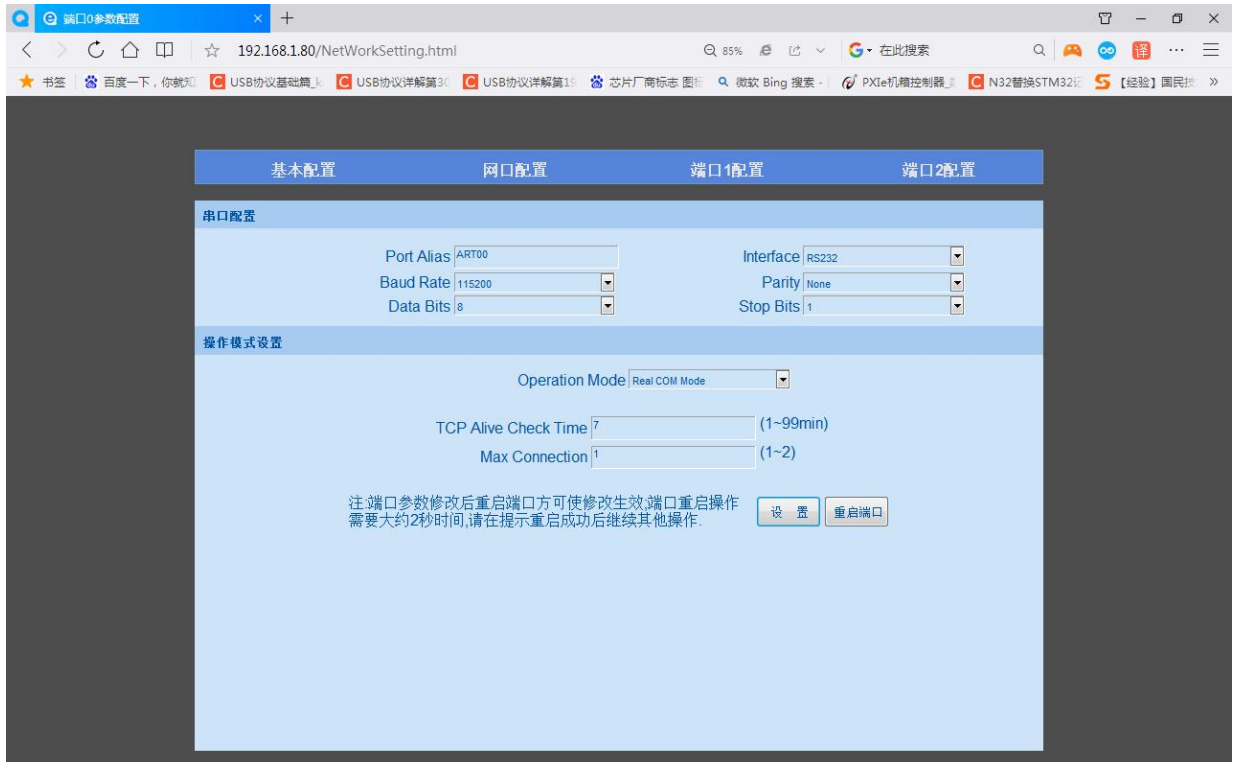 端口0参数配置
192.168.1.80/NetWorkSetting.html
85%
在此搜索
译
书签
百度一下，你就知
USB协议基础篇
USB协议详解第30
USB协议详解第19
芯片厂商标志 图标
微软 Bing 搜索 -
PXIe机箱控制器
N32替换STM32记
【经验】国民技
基本配置
网口配置
端口1配置
端口2配置
串口配置
Port Alias ART00
Interface RS232
Baud Rate 115200
Parity None
Data Bits 8
Stop Bits 1
操作模式设置
Operation Mode Real COM Mode
TCP Alive Check Time 7 (1~99min)
Max Connection 1 (1~2)
注:端口参数修改后重启端口方可使修改生效,端口重启操作
需要大约2秒时间,请在提示重启成功后继续其他操作.
设 置
重启端口